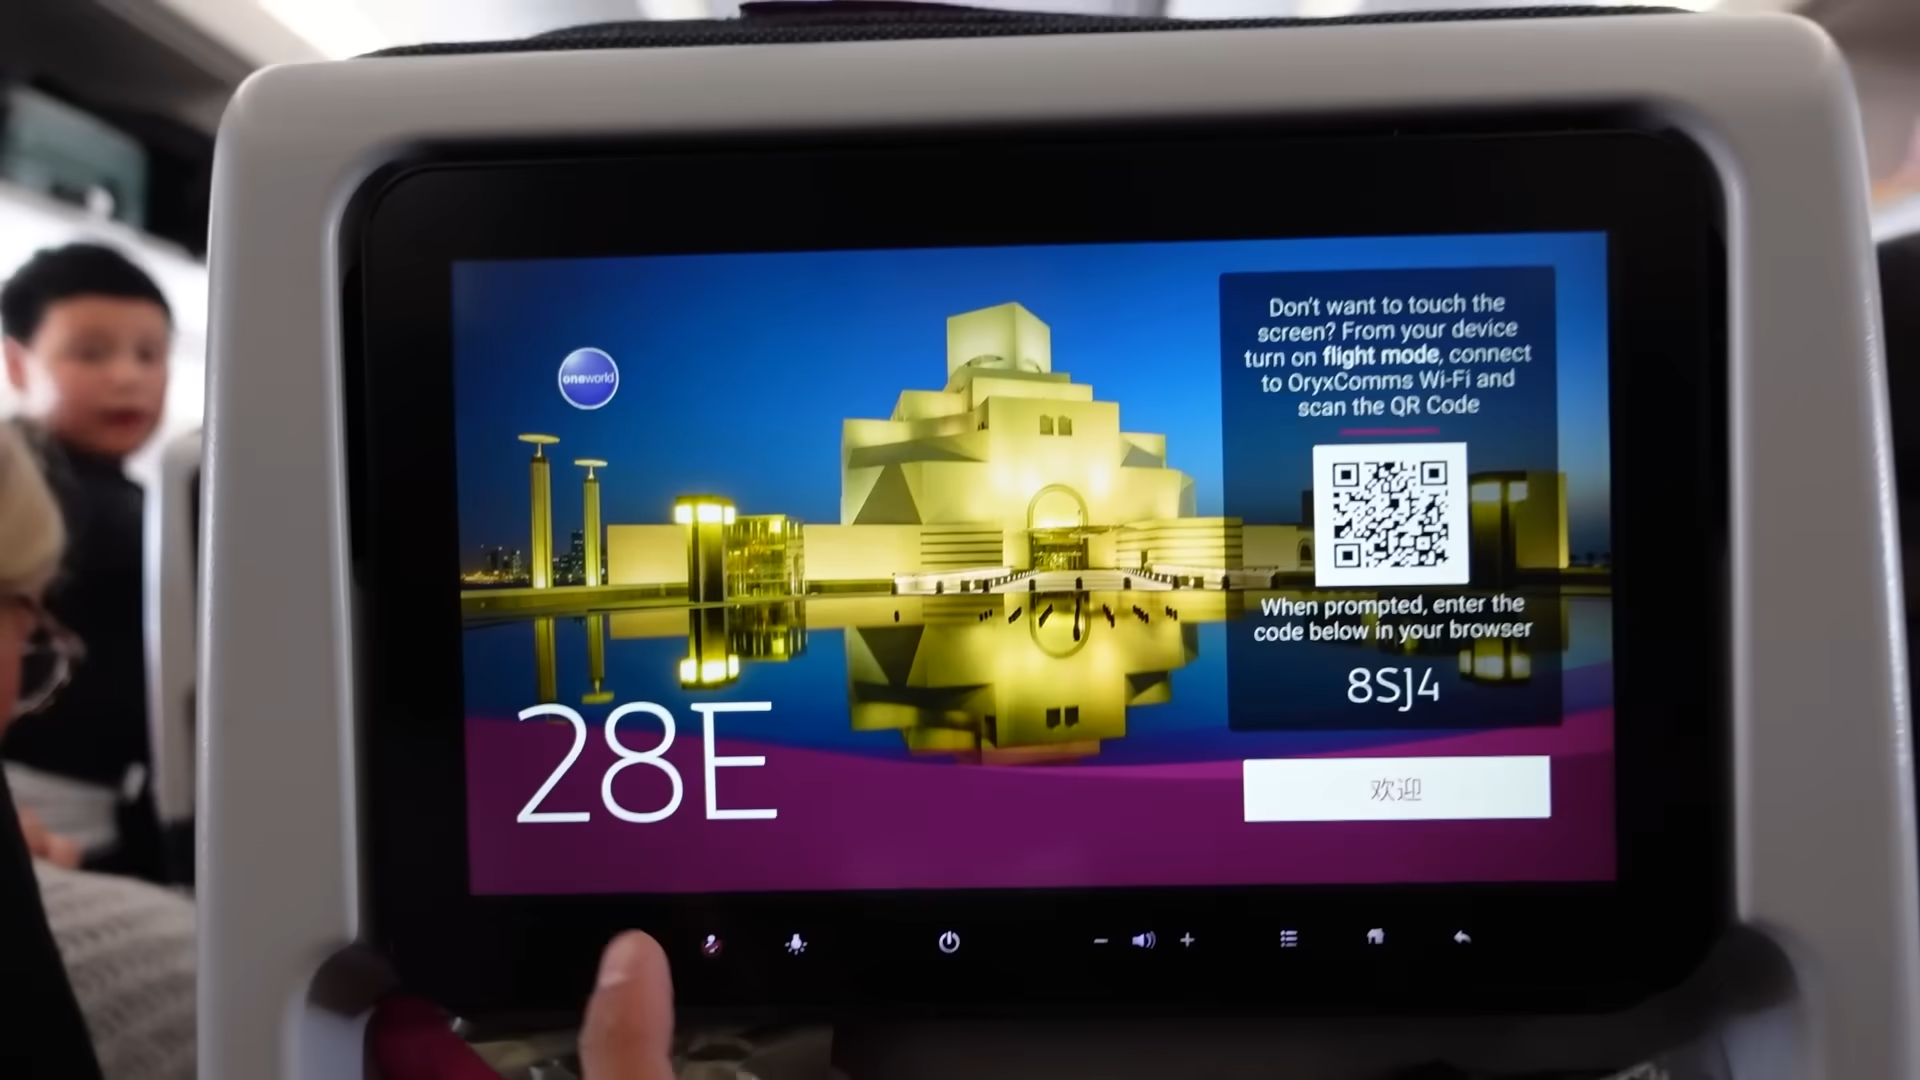 oneworld
Don't want to touch the
screen? From your device
turn on flight mode, connect
to OryxComms Wi-Fi and
scan the QR Code
When prompted, enter the
code below in your browser
8SJ4
28E
欢迎